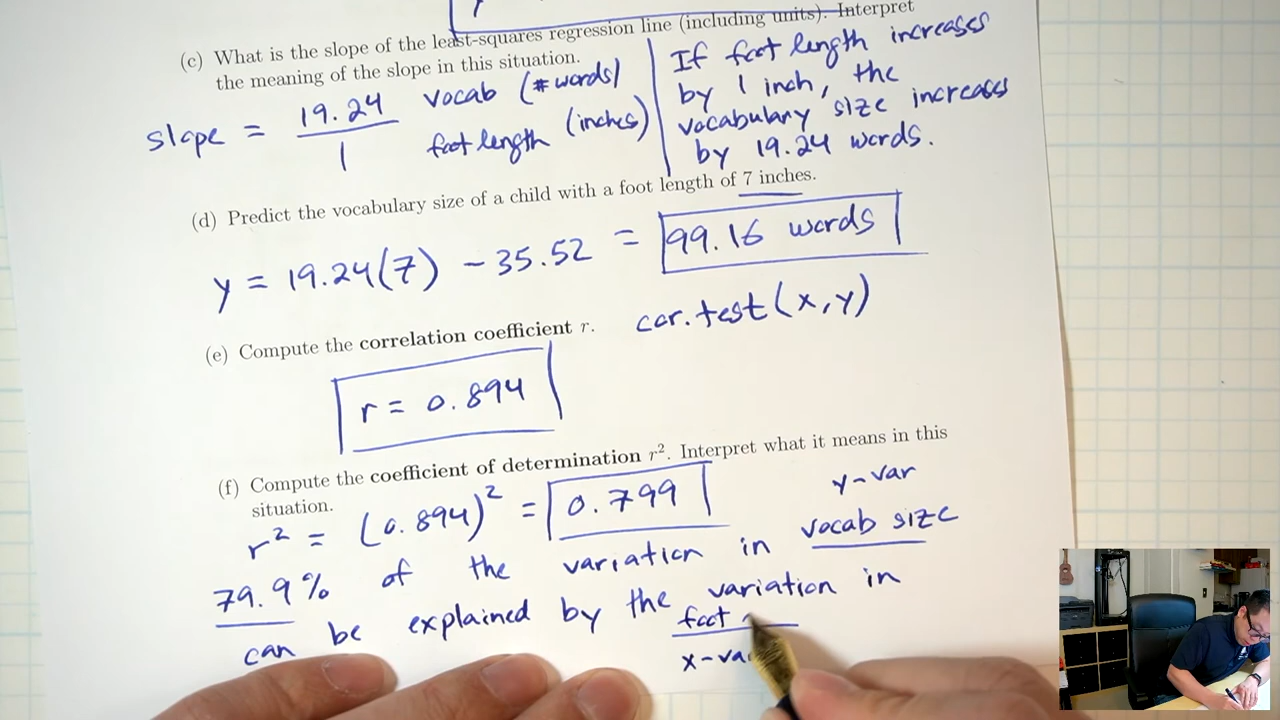 (c) What is the slope of the least-squares regression line (including units). Interpret
the meaning of the slope in this situation.
slope = 19.24 / 1
vocab (# words)
foot length (inches)
If foot length increases
by 1 inch, the
vocabulary size increases
by 19.24 words.
(d) Predict the vocabulary size of a child with a foot length of 7 inches.
y = 19.24(7) - 35.52 = 99.16 words
(e) Compute the correlation coefficient r.
cor.test(x,y)
r = 0.894
(f) Compute the coefficient of determination r². Interpret what it means in this
situation.
r² = (0.894)² = 0.799
y-var
79.9% of the variation in vocab size
can be explained by the variation in
foot
x-va